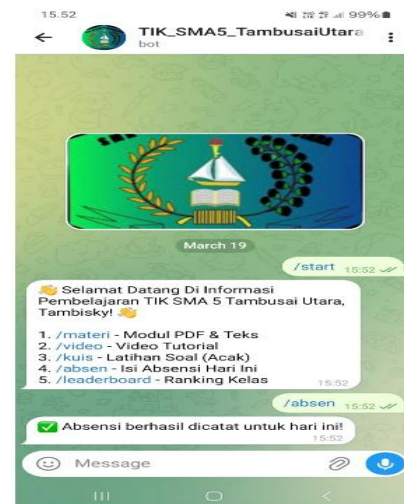 15.52
99%
TIK_SMA5_TambusaiUtara
bot
March 19
/start 15:52
👋 Selamat Datang Di Informasi
Pembelajaran TIK SMA 5 Tambusai Utara,
Tambisky! 👋
1. /materi - Modul PDF & Teks
2. /video - Video Tutorial
3. /kuis - Latihan Soal (Acak)
4. /absen - Isi Absensi Hari Ini
5. /leaderboard - Ranking Kelas
15:52
/absen 15:52
✅ Absensi berhasil dicatat untuk hari ini!
15:52
Message